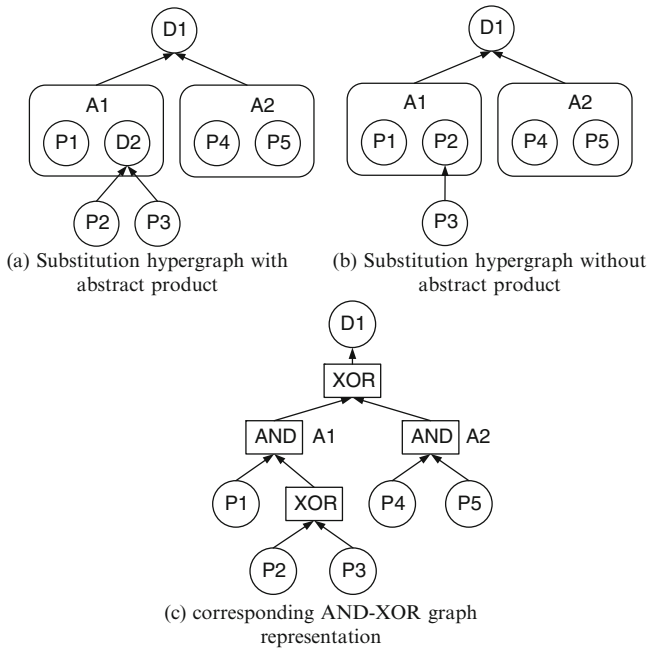 D1
A1
A2
P1
D2
P4
P5
P2
P3
(a) Substitution hypergraph with
abstract product
D1
A1
A2
P1
P2
P4
P5
P3
(b) Substitution hypergraph without
abstract product
D1
XOR
AND
A1
AND
A2
P1
XOR
P4
P5
P2
P3
(c) corresponding AND-XOR graph
representation